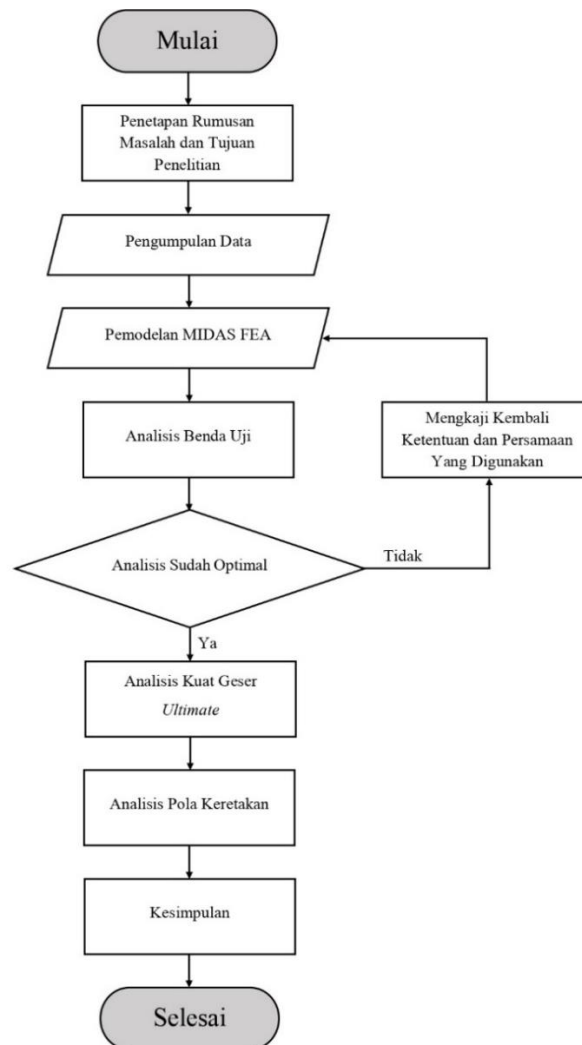 Mulai
Penetapan Rumusan
Masalah dan Tujuan
Penelitian
Pengumpulan Data
Pemodelan MIDAS FEA
Analisis Benda Uji
Mengkaji Kembali
Ketentuan dan Persamaan
Yang Digunakan
Analisis Sudah Optimal
Tidak
Ya
Analisis Kuat Geser
Ultimate
Analisis Pola Keretakan
Kesimpulan
Selesai